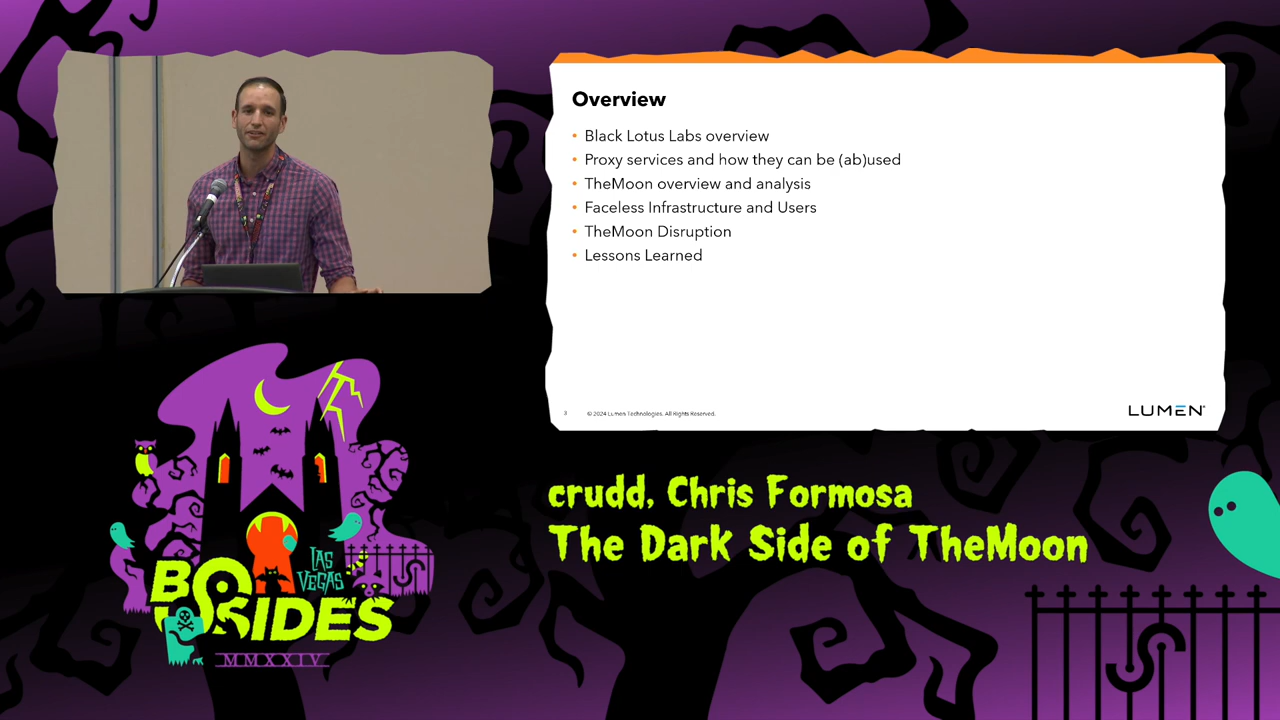 Overview
• Black Lotus Labs overview
• Proxy services and how they can be (ab)used
• TheMoon overview and analysis
• Faceless Infrastructure and Users
• TheMoon Disruption
• Lessons Learned
3 © 2024 Lumen Technologies. All Rights Reserved.
LUMEN®
crudd, Chris Formosa
The Dark Side of TheMoon
LAS
VEGAS
BSIDES
MMXXIV